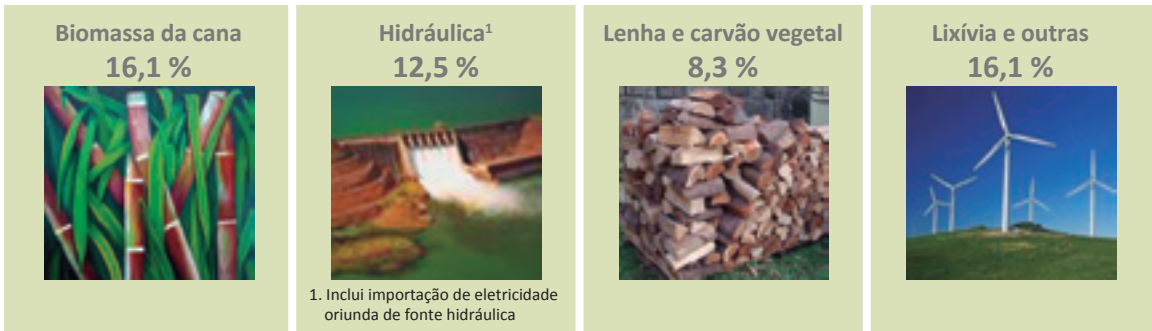 Biomassa da cana
16,1 %
Hidráulica¹
12,5 %
1. Inclui importação de eletricidade
oriunda de fonte hidráulica
Lenha e carvão vegetal
8,3 %
Lixívia e outras
16,1 %